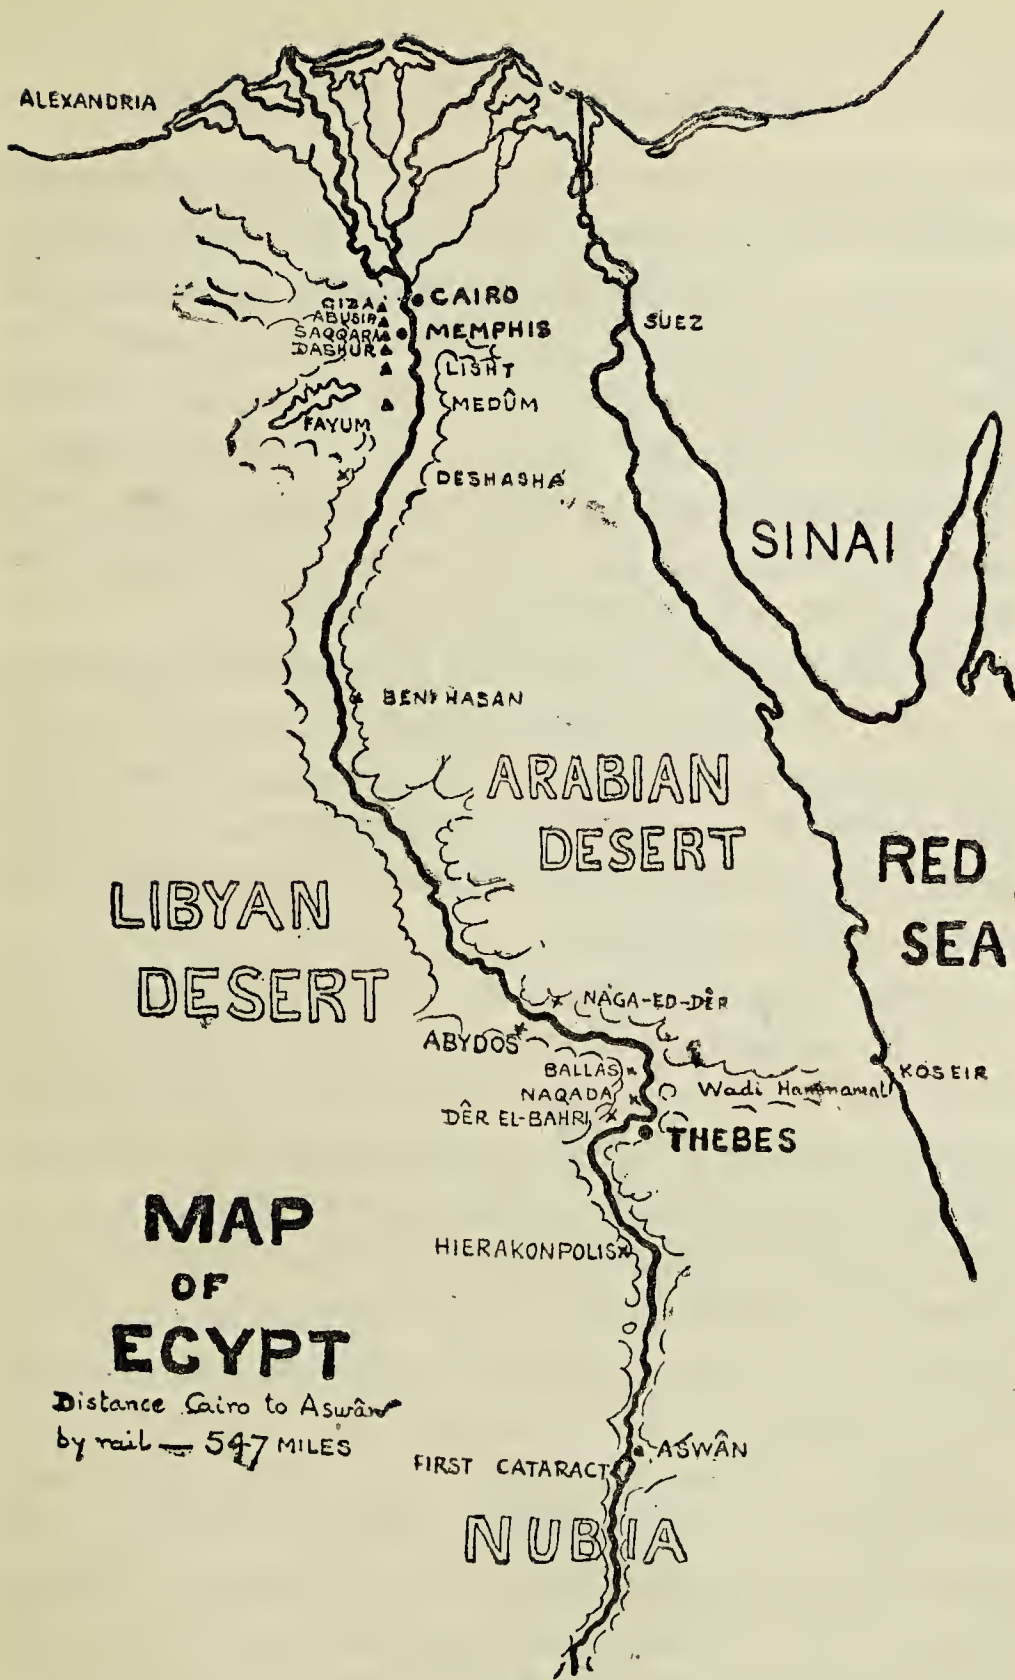 ALEXANDRIA
GIZA
CAIRO
ABUSIR
SAQQARA
MEMPHIS
DASHUR
SUEZ
LISHT
MEDÛM
FAYUM
DESHASHA
SINAI
BENI HASAN
ARABIAN
DESERT
RED
SEA
LIBYAN
DESERT
NAGA-ED-DÊR
ABYDOS
BALLAS
KOSEIR
NAQADA
Wadi Hammamat
DÊR EL-BAHRI
THEBES
MAP
OF
EGYPT
HIERAKONPOLIS
Distance Cairo to Aswân
by rail — 547 MILES
ASWÂN
FIRST CATARACT
NUBIA